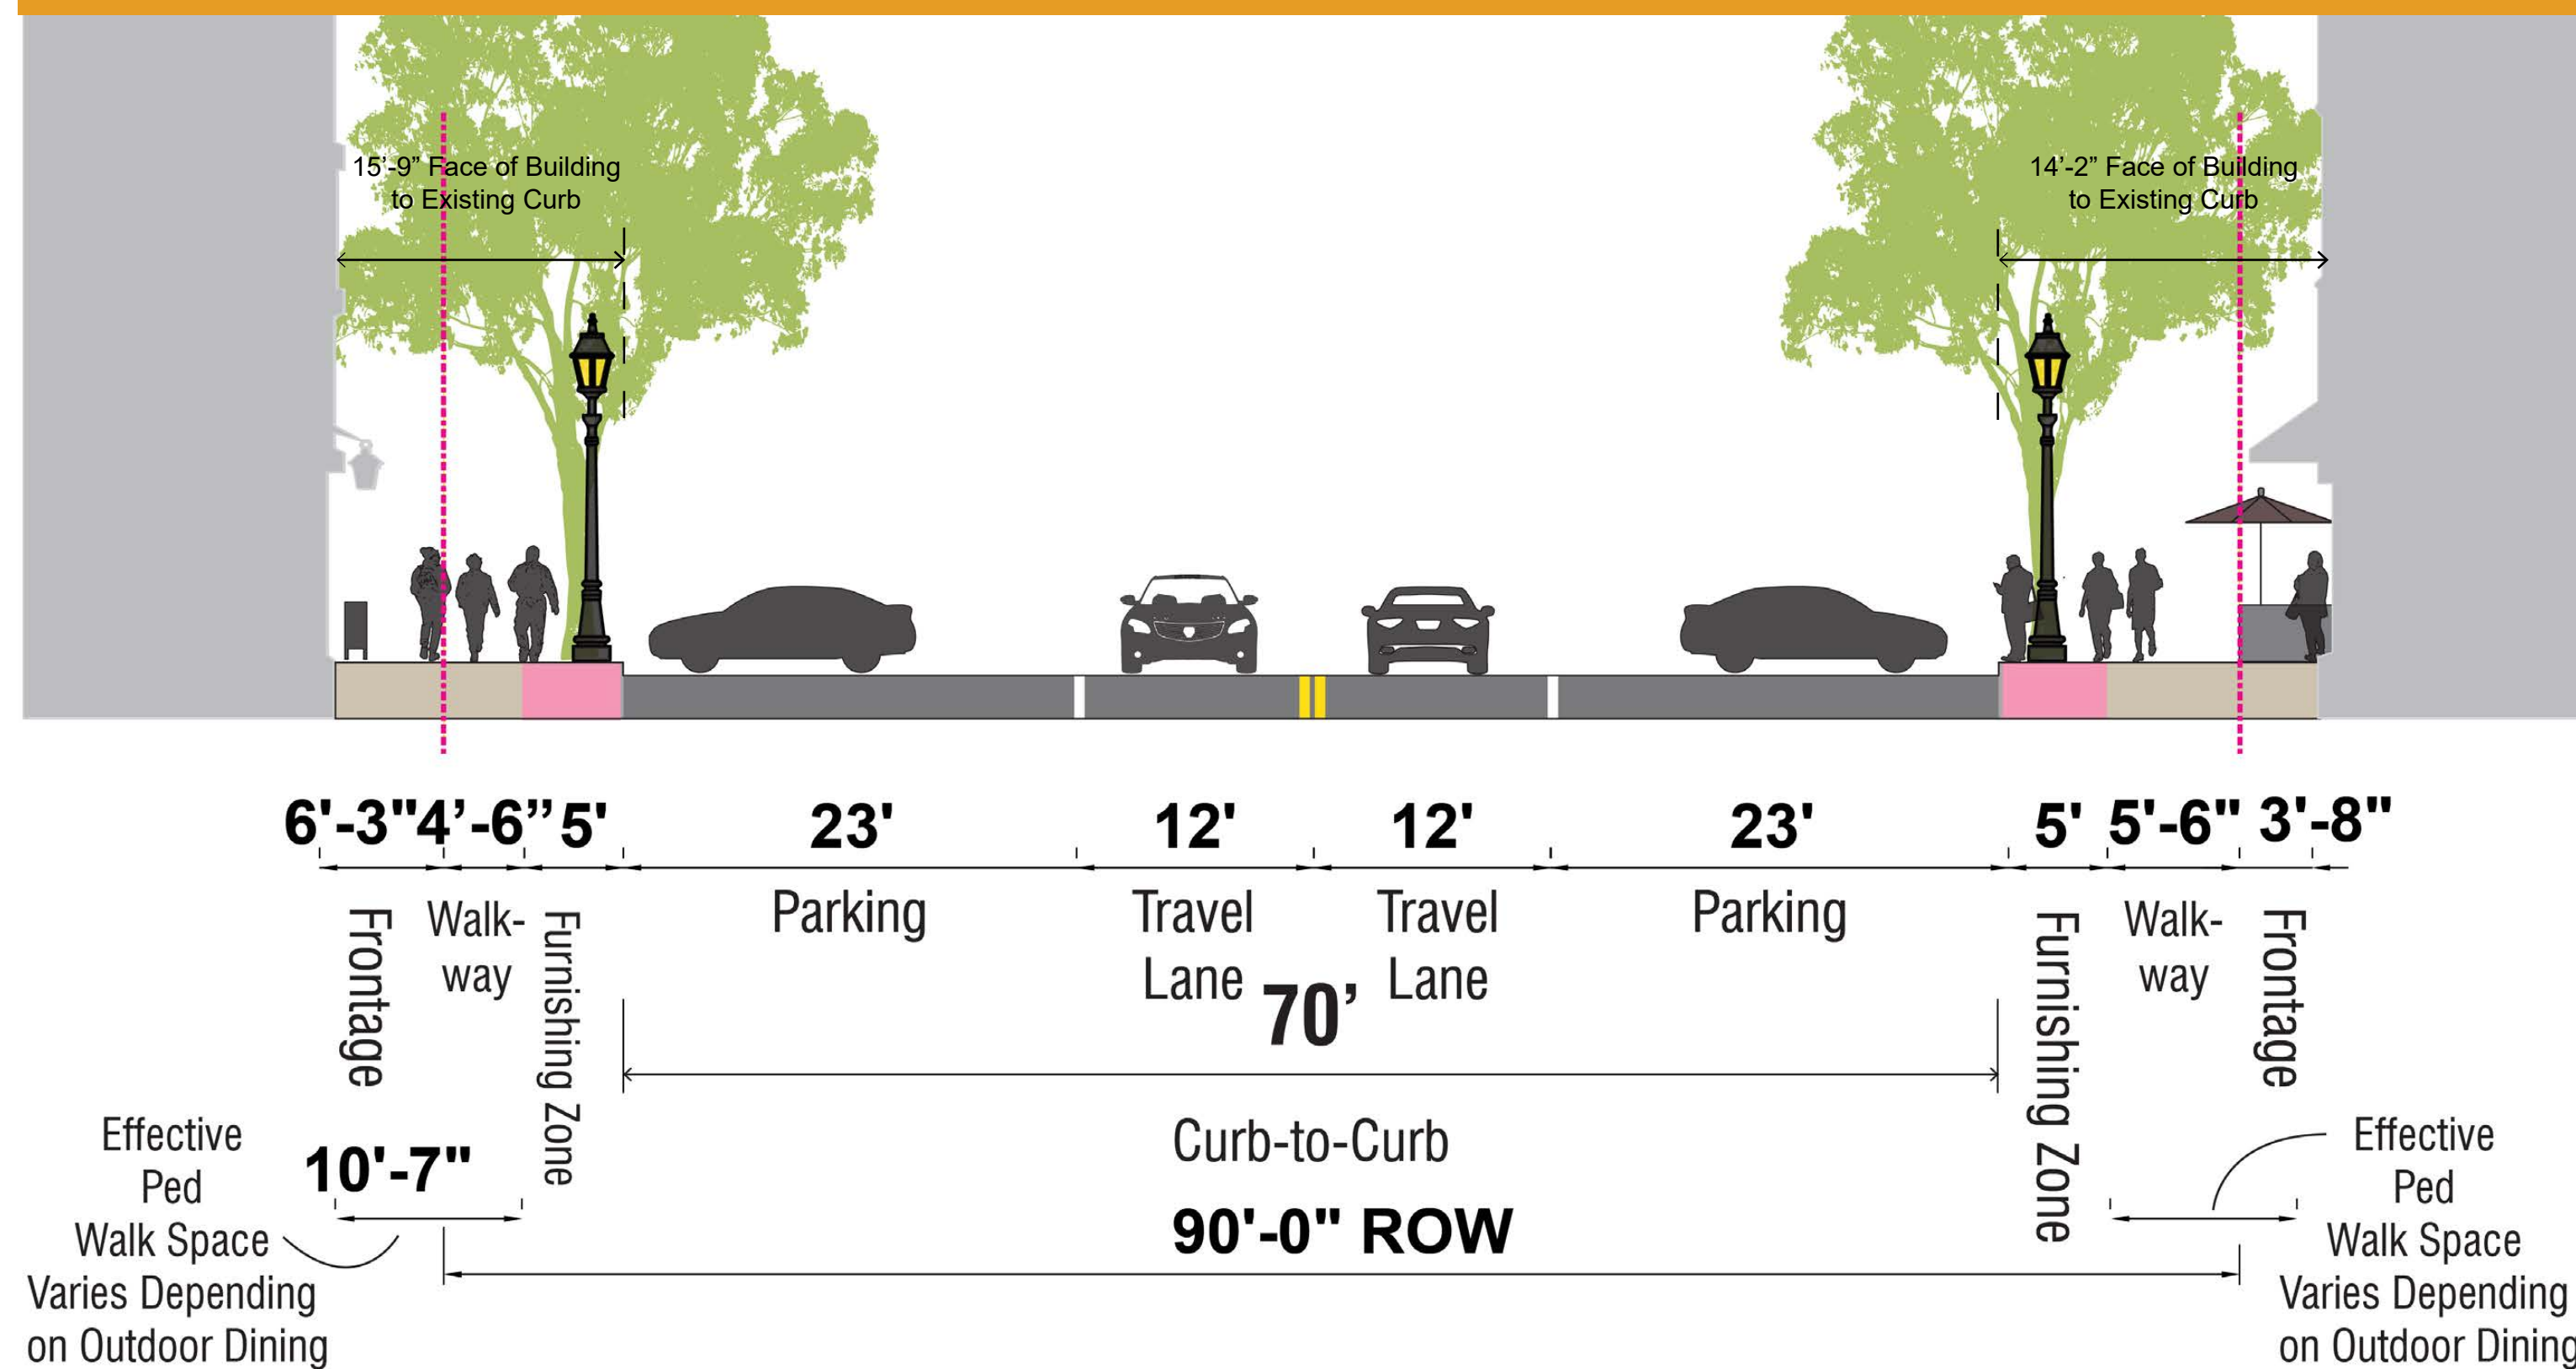 15’-9” Face of Building
to Existing Curb
14’-2” Face of Building
to Existing Curb
6'-3" 4’-6” 5' 23' 12' 12' 23' 5' 5'-6" 3'-8"
Frontage
Walk-
way
Furnishing Zone
Parking
Travel
Lane
Travel
Lane
Parking
Furnishing Zone
Walk-
way
Frontage
70’
Curb-to-Curb
90'-0" ROW
10'-7"
Effective
Ped
Walk Space
Varies Depending
on Outdoor Dining
Effective
Ped
Walk Space
Varies Depending
on Outdoor Dining